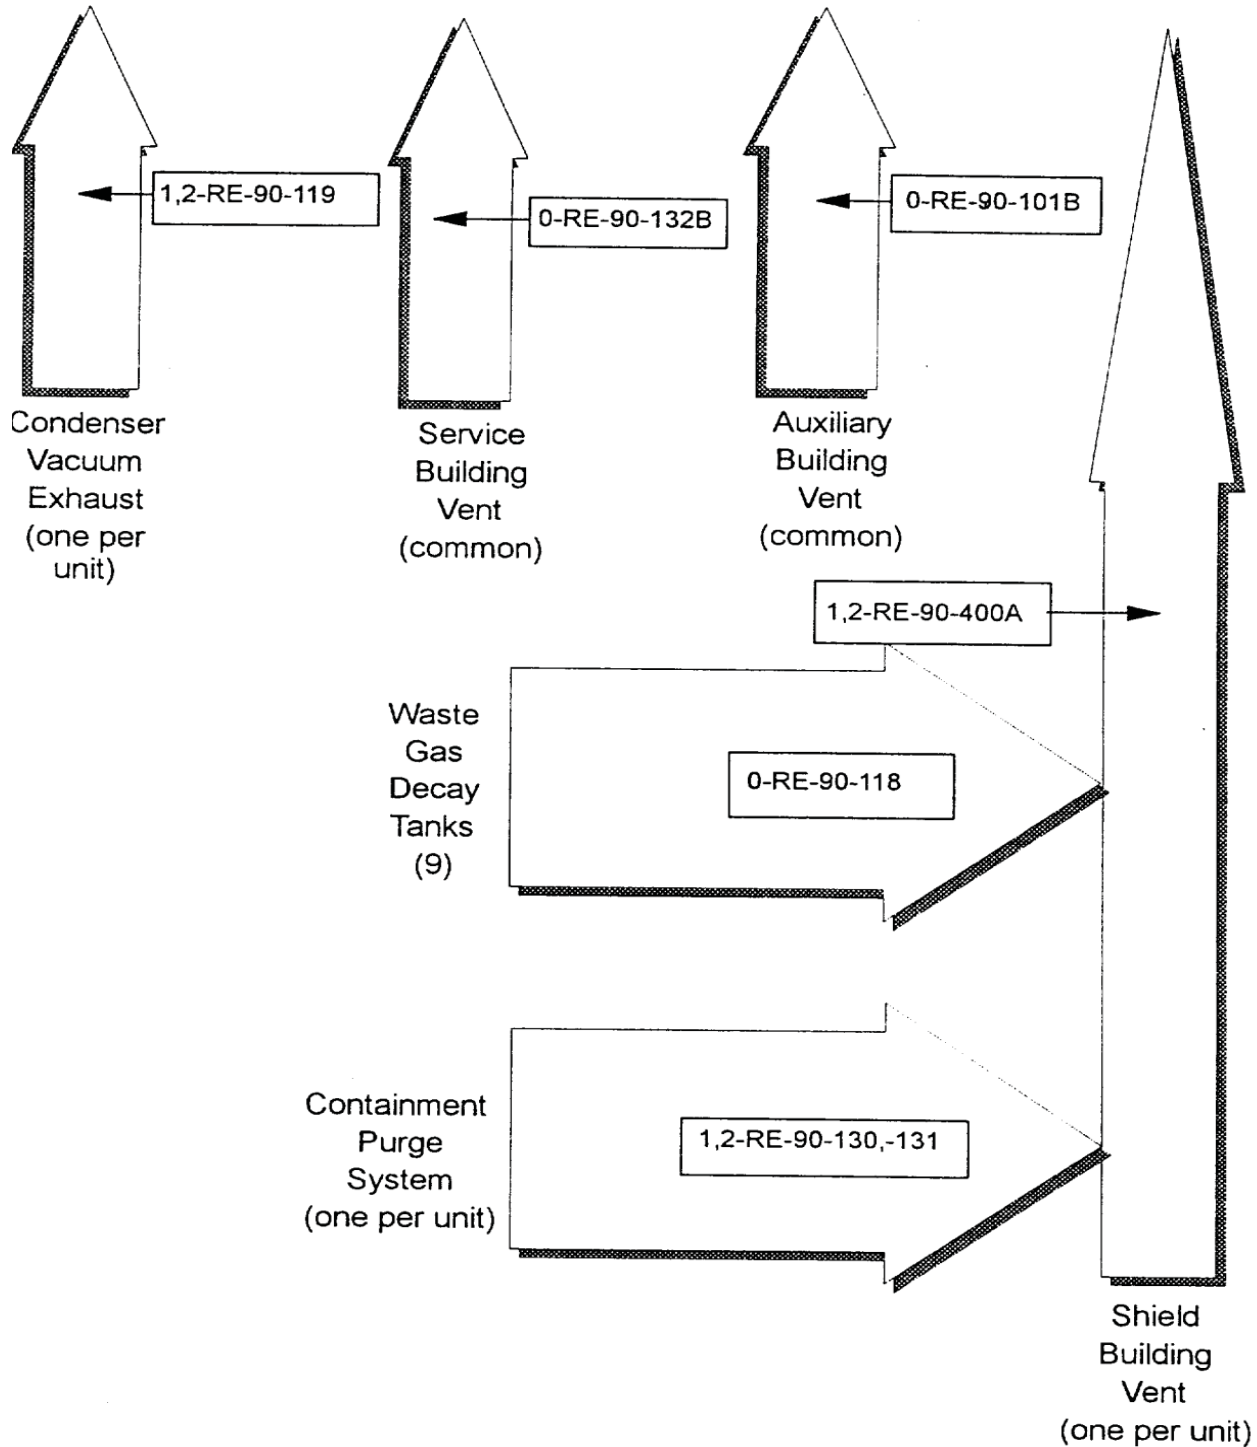 1,2-RE-90-119
0-RE-90-132B
0-RE-90-101B
Condenser
Vacuum
Exhaust
(one per
unit)
Service
Building
Vent
(common)
Auxiliary
Building
Vent
(common)
1,2-RE-90-400A
Waste
Gas
Decay
Tanks
(9)
0-RE-90-118
Containment
Purge
System
(one per unit)
1,2-RE-90-130,-131
Shield
Building
Vent
(one per unit)